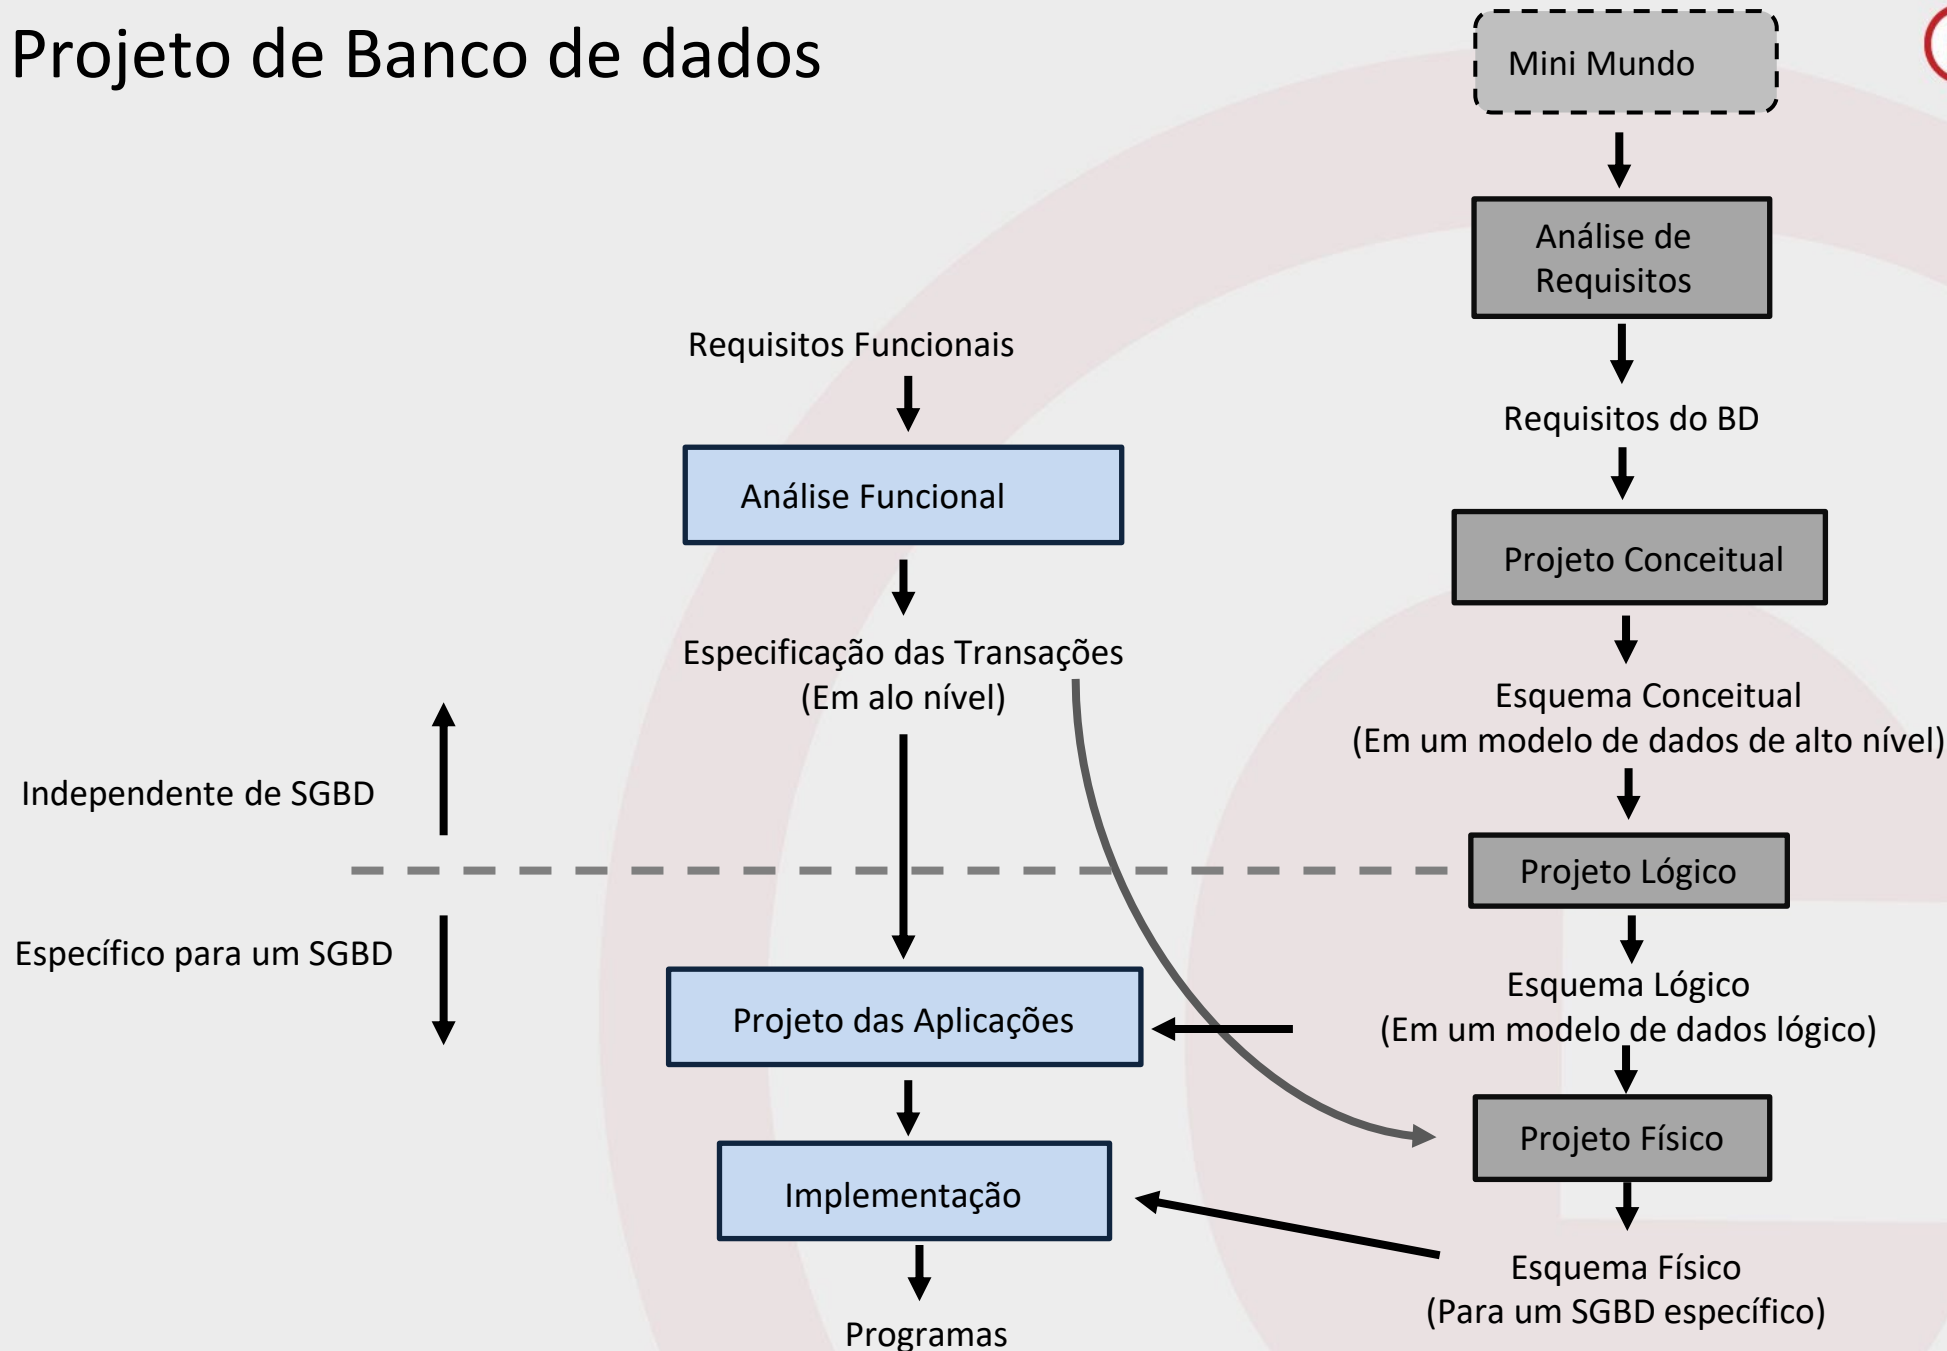 Projeto de Banco de dados
Mini Mundo
Análise de
Requisitos
Requisitos Funcionais
Requisitos do BD
Análise Funcional
Projeto Conceitual
Especificação das Transações
(Em alo nível)
Esquema Conceitual
(Em um modelo de dados de alto nível)
Independente de SGBD
Projeto Lógico
Específico para um SGBD
Esquema Lógico
(Em um modelo de dados lógico)
Projeto das Aplicações
Projeto Físico
Implementação
Esquema Físico
(Para um SGBD específico)
Programas